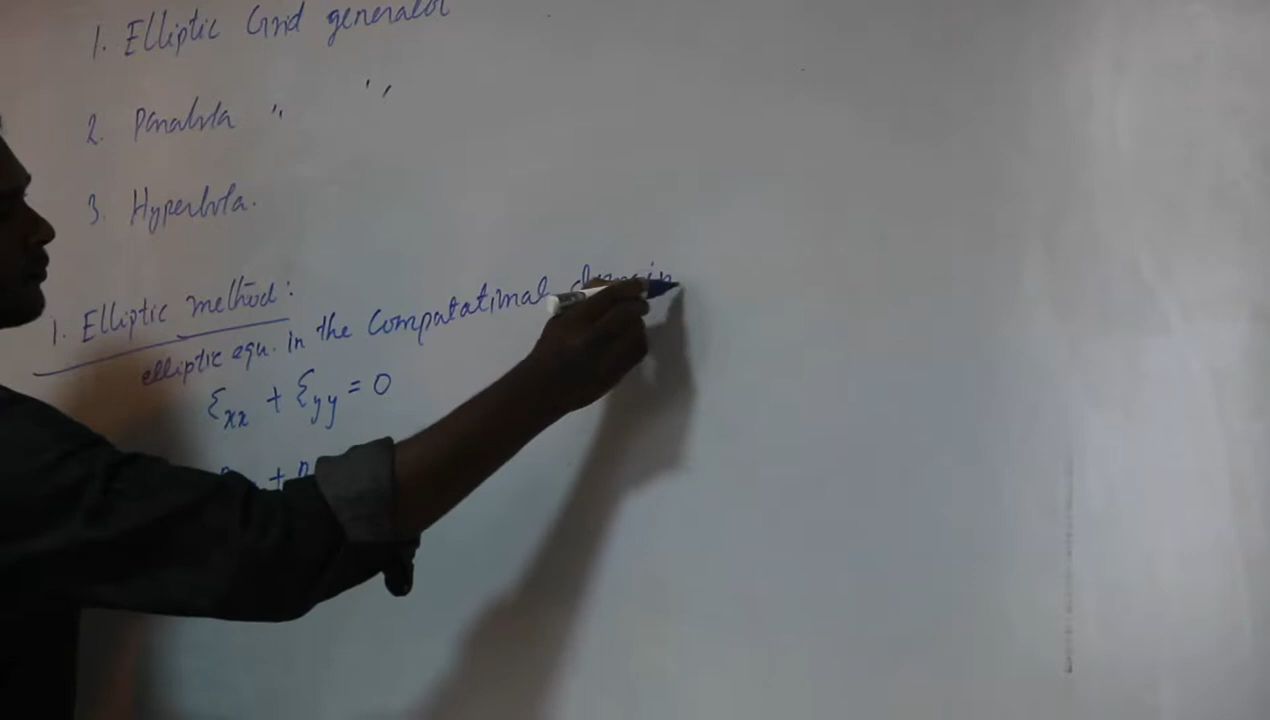 1. Elliptic Grid generator
2. Parabola " "
3. Hyperbola.
1. Elliptic method:
elliptic equ. in the Computational domain
ξxx + ξyy = 0
+ η